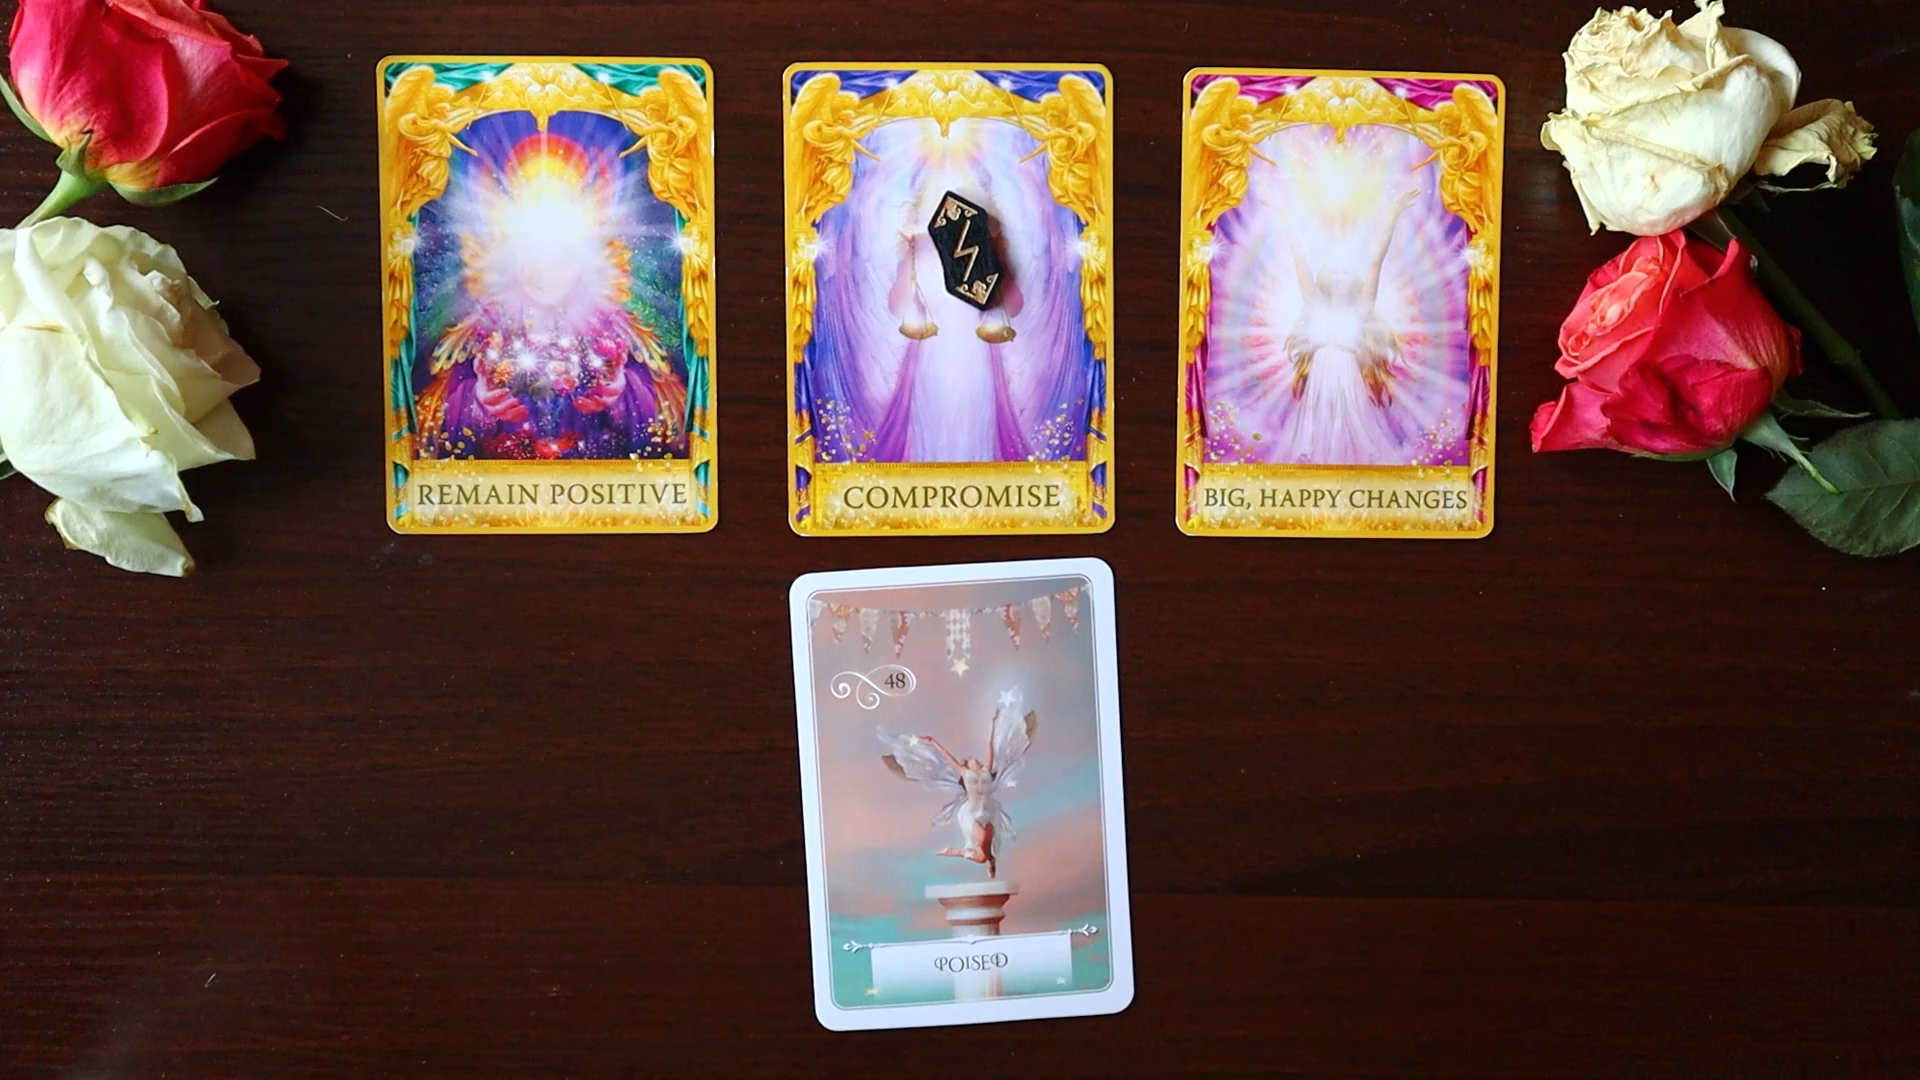 REMAIN POSITIVE
COMPROMISE
BIG, HAPPY CHANGES
48
POISED